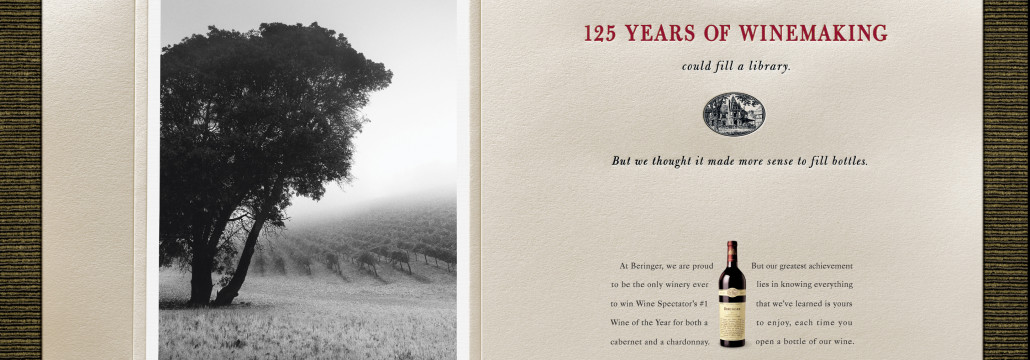 125 YEARS OF WINEMAKING
could fill a library.
But we thought it made more sense to fill bottles.
At Beringer, we are proud
to be the only winery ever
to win Wine Spectator's #1
Wine of the Year for both a
cabernet and a chardonnay.
But our greatest achievement
lies in knowing everything
that we've learned is yours
to enjoy, each time you
open a bottle of our wine.
BERINGER